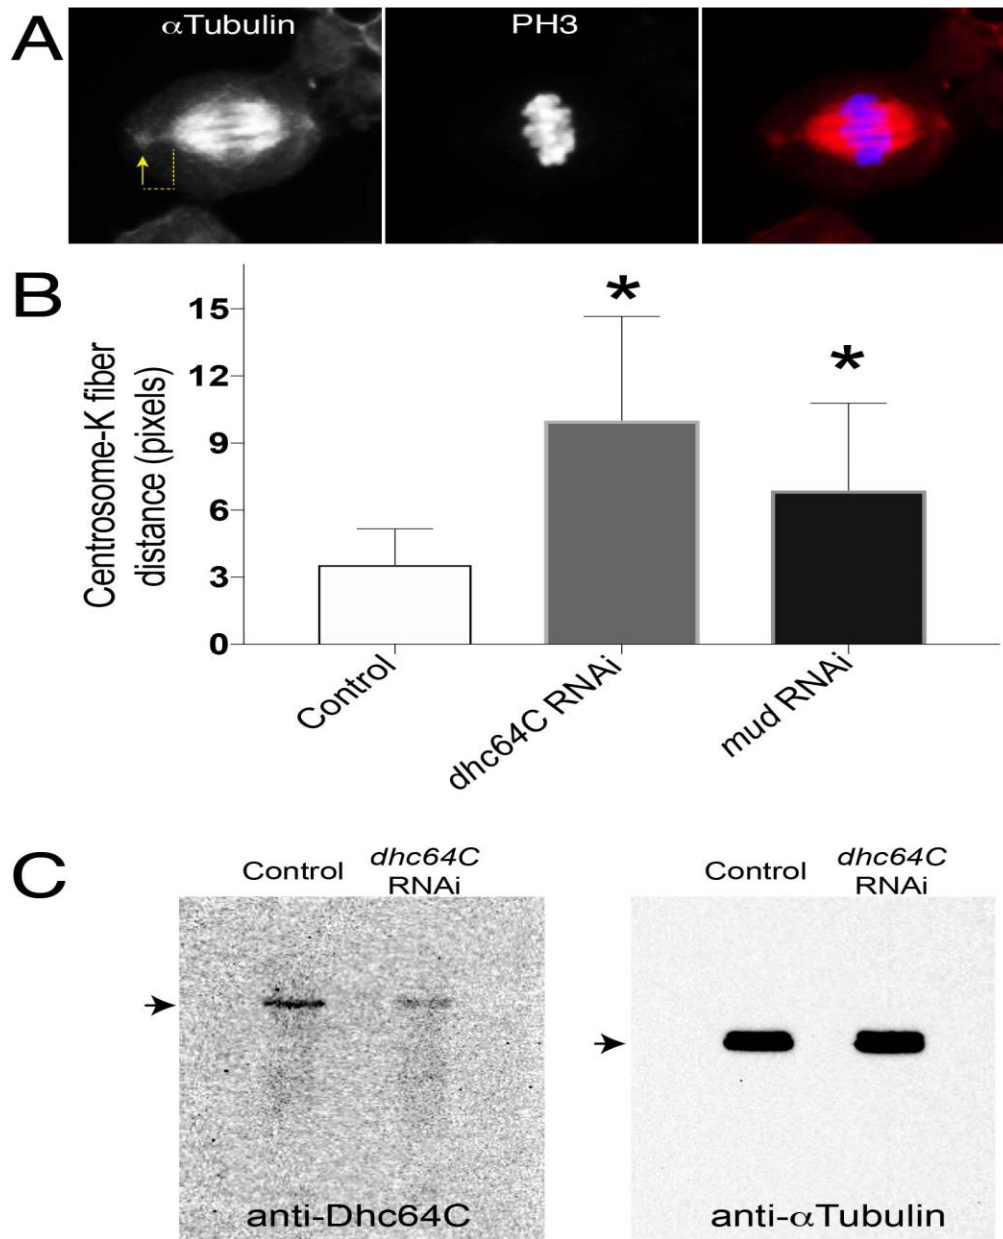 A
αTubulin
PH3
B
Centrosome-K fiber
distance (pixels)
15
12
9
6
3
0
*
*
Control
dhc64C RNAi
mud RNAi
C
Control
dhc64C
RNAi
anti-Dhc64C
Control
dhc64C
RNAi
anti-αTubulin